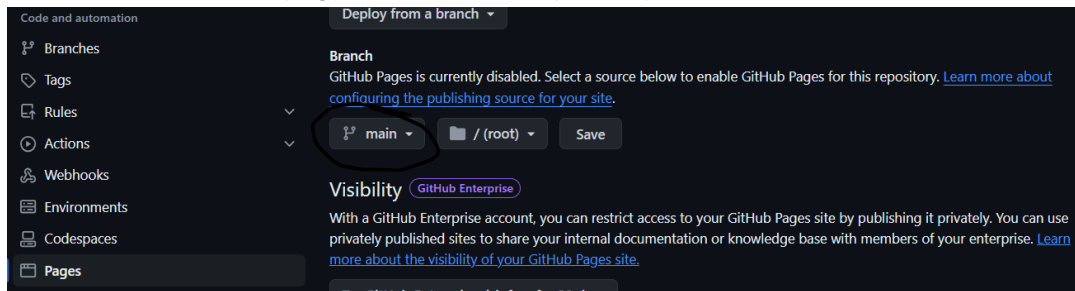 Code and automation
Branches
Tags
Rules
Actions
Webhooks
Environments
Codespaces
Pages
Deploy from a branch
Branch
GitHub Pages is currently disabled. Select a source below to enable GitHub Pages for this repository. Learn more about
configuring the publishing source for your site.
main
/ (root)
Save
Visibility
GitHub Enterprise
With a GitHub Enterprise account, you can restrict access to your GitHub Pages site by publishing it privately. You can use
privately published sites to share your internal documentation or knowledge base with members of your enterprise. Learn
more about the visibility of your GitHub Pages site.